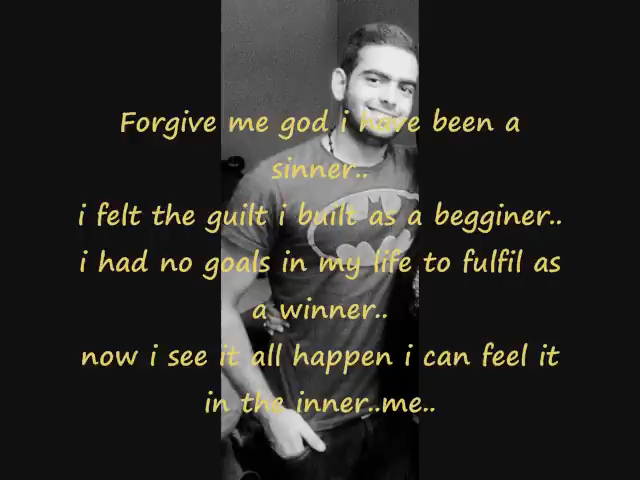 Forgive me god i have been a
sinner..
i felt the guilt i built as a begginer..
i had no goals in my life to fulfil as
a winner..
now i see it all happen i can feel it
in the inner..me..